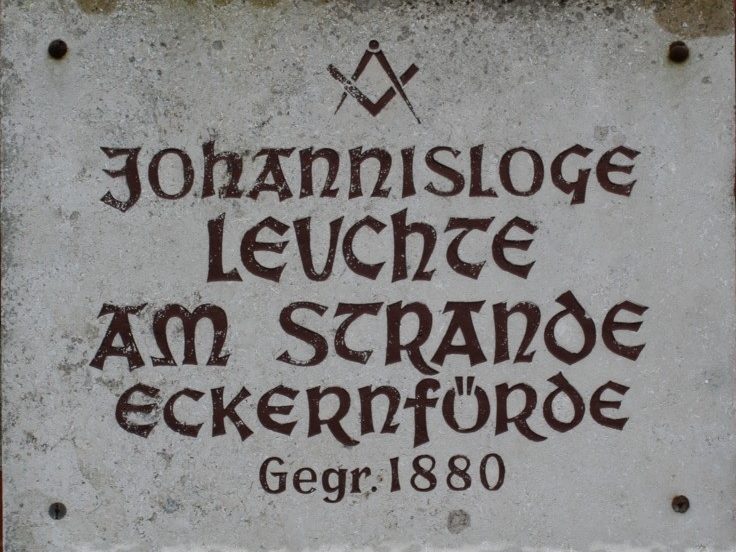 Johannisloge
Leuchte
am Strande
Eckernförde
Gegr. 1880